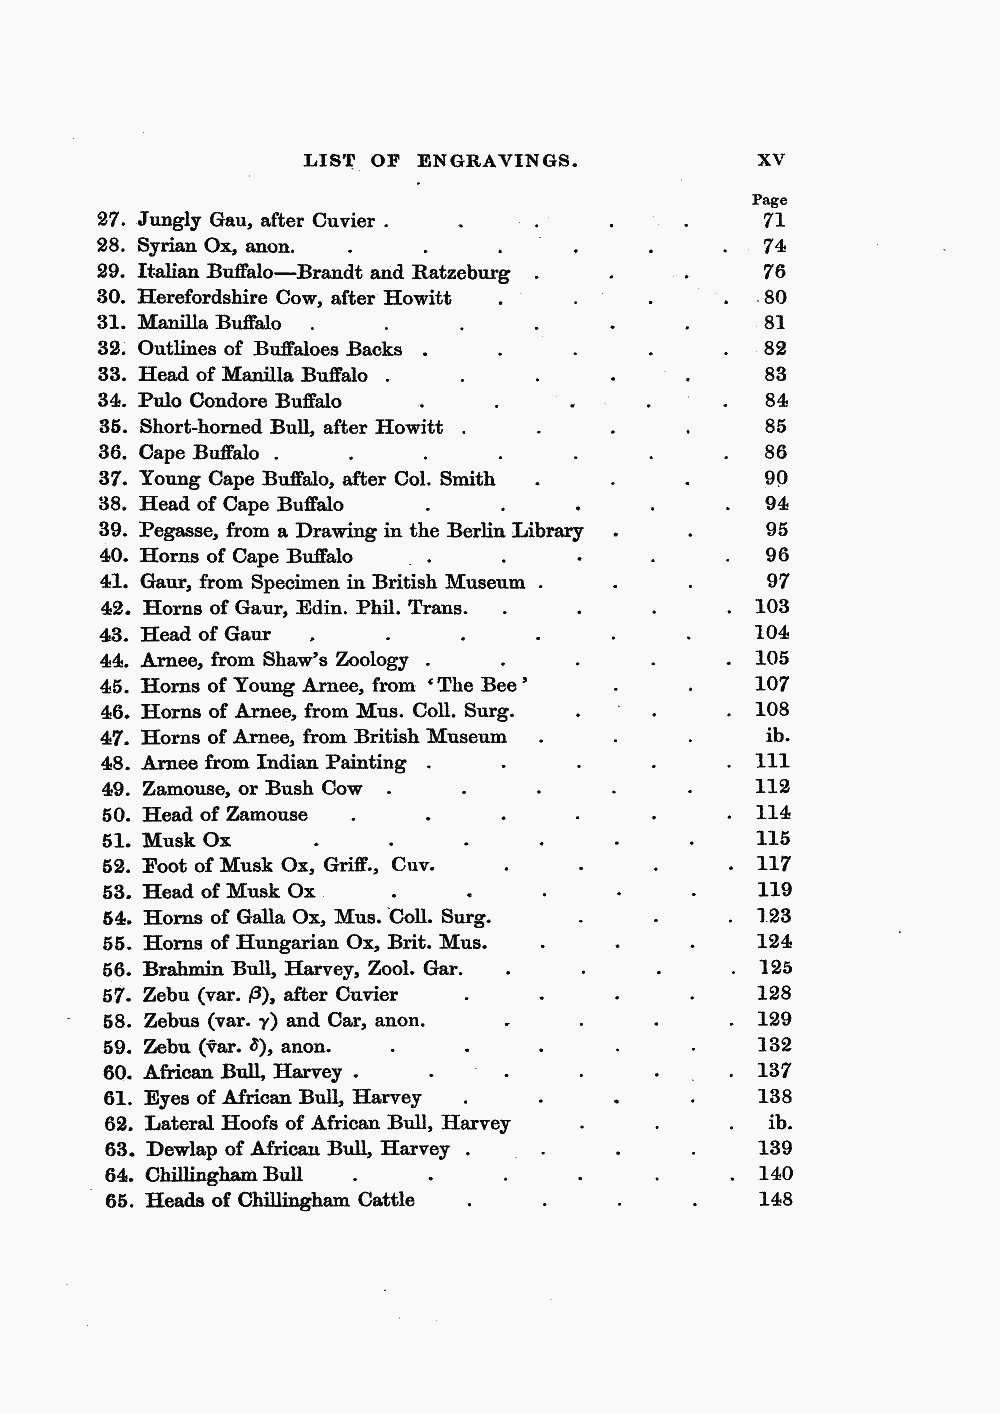 LIST OF ENGRAVINGS. XV
Page
27. Jungly Gau, after Cuvier . . . . . 71
28. Syrian Ox, anon. . . . . . . 74
29. Italian Buffalo—Brandt and Ratzeburg . . . 76
30. Herefordshire Cow, after Howitt . . . . 80
31. Manilla Buffalo . . . . . . 81
32. Outlines of Buffaloes Backs . . . . . 82
33. Head of Manilla Buffalo . . . . . 83
34. Pulo Condore Buffalo . . . . . 84
35. Short-horned Bull, after Howitt . . . . 85
36. Cape Buffalo . . . . . . . 86
37. Young Cape Buffalo, after Col. Smith . . . 90
38. Head of Cape Buffalo . . . . . 94
39. Pegasse, from a Drawing in the Berlin Library . . 95
40. Horns of Cape Buffalo . . . . . 96
41. Gaur, from Specimen in British Museum . . . 97
42. Horns of Gaur, Edin. Phil. Trans. . . . . 103
43. Head of Gaur . . . . . . 104
44. Arnee, from Shaw's Zoology . . . . . 105
45. Horns of Young Arnee, from ‘The Bee’ . . 107
46. Horns of Arnee, from Mus. Coll. Surg. . . . 108
47. Horns of Arnee, from British Museum . . . ib.
48. Arnee from Indian Painting . . . . . 111
49. Zamouse, or Bush Cow . . . . . 112
50. Head of Zamouse . . . . . . 114
51. Musk Ox . . . . . . 115
52. Foot of Musk Ox, Griff., Cuv. . . . . 117
53. Head of Musk Ox . . . . . 119
54. Horns of Galla Ox, Mus. Coll. Surg. . . . 123
55. Horns of Hungarian Ox, Brit. Mus. . . . 124
56. Brahmin Bull, Harvey, Zool. Gar. . . . . 125
57. Zebu (var. β), after Cuvier . . . . 128
58. Zebus (var. γ) and Car, anon. . . . . 129
59. Zebu (var. δ), anon. . . . . . 132
60. African Bull, Harvey . . . . . . 137
61. Eyes of African Bull, Harvey . . . . 138
62. Lateral Hoofs of African Bull, Harvey . . . ib.
63. Dewlap of African Bull, Harvey . . . . 139
64. Chillingham Bull . . . . . . 140
65. Heads of Chillingham Cattle . . . . 148